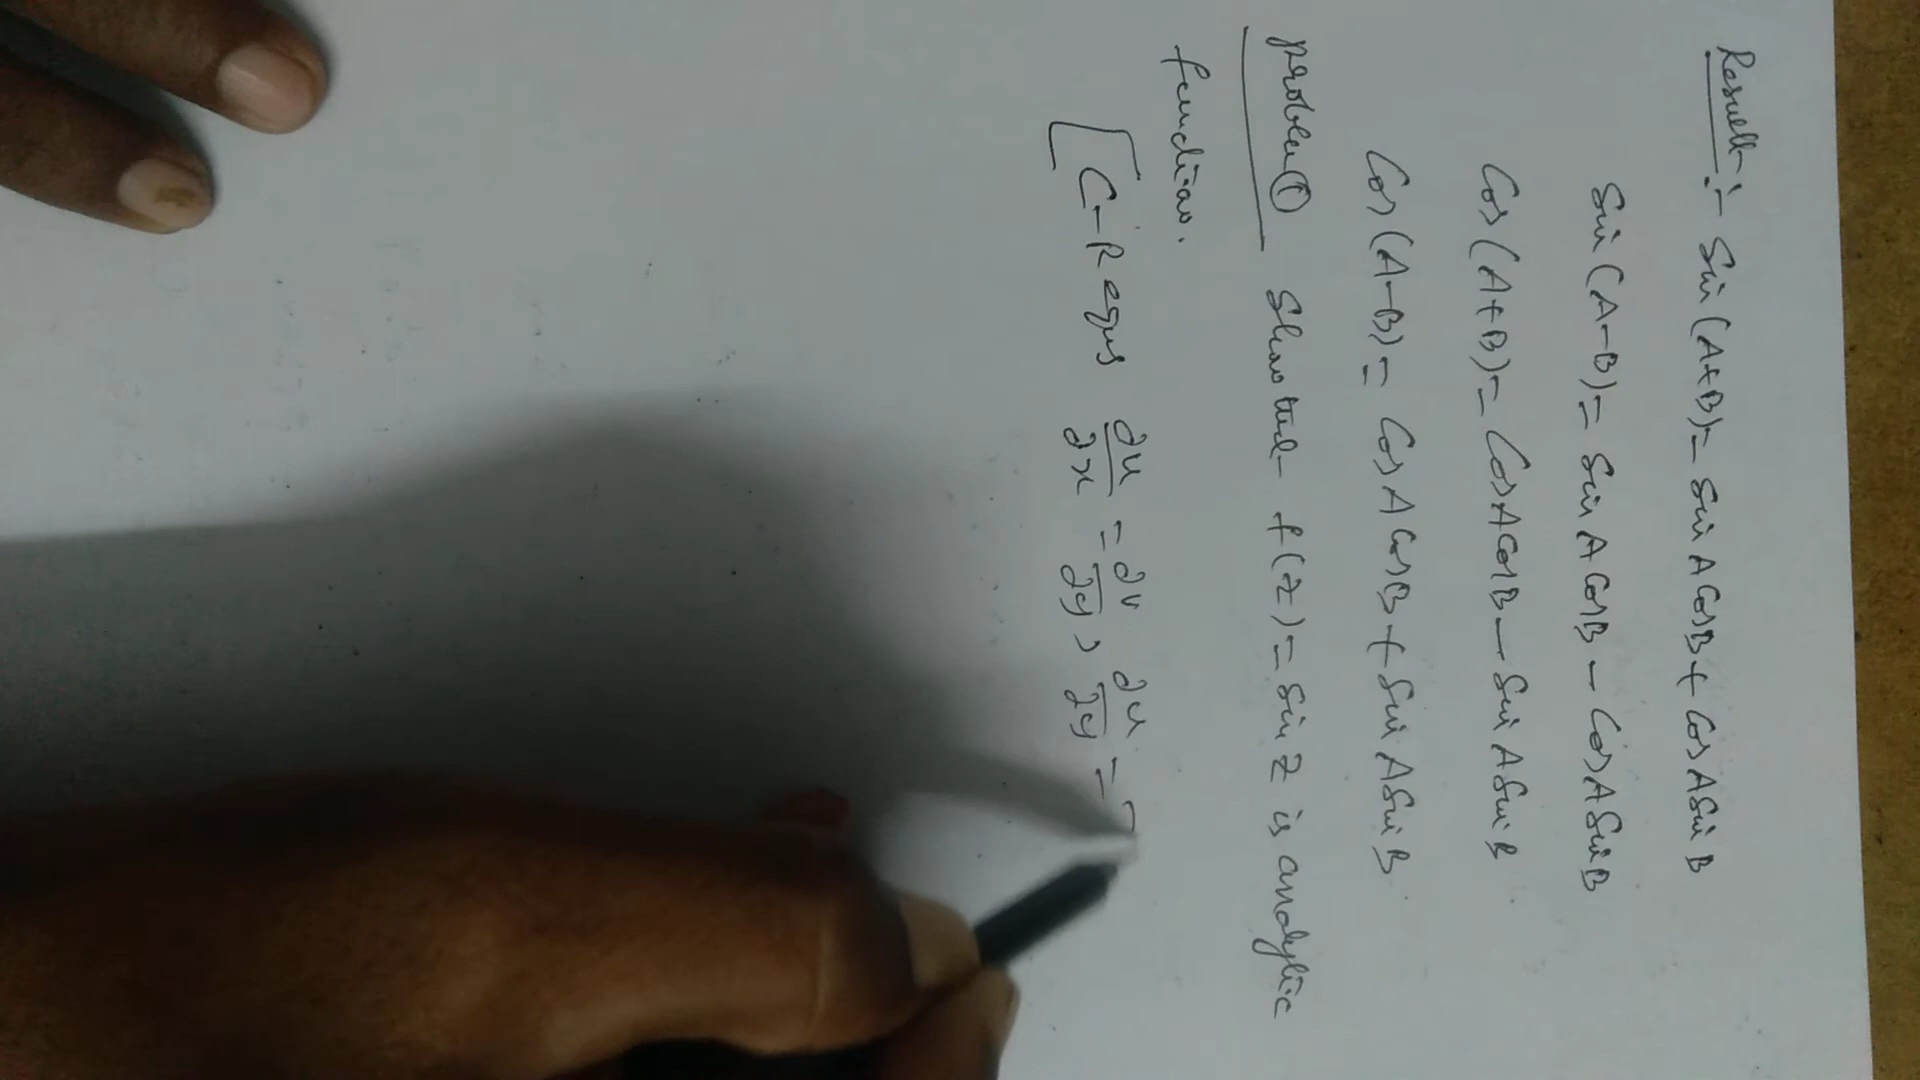 Result :- Sin (A+B) = Sin A Cos B + Cos A Sin B
Sin (A-B) = Sin A Cos B - Cos A Sin B
Cos (A+B) = Cos A Cos B - Sin A Sin B
Cos (A-B) = Cos A Cos B + Sin A Sin B
Problem ① Show that f(z) = Sin z is analytic
function.
[ C-R eqns ∂u/∂x = ∂v/∂y, ∂u/∂y = -